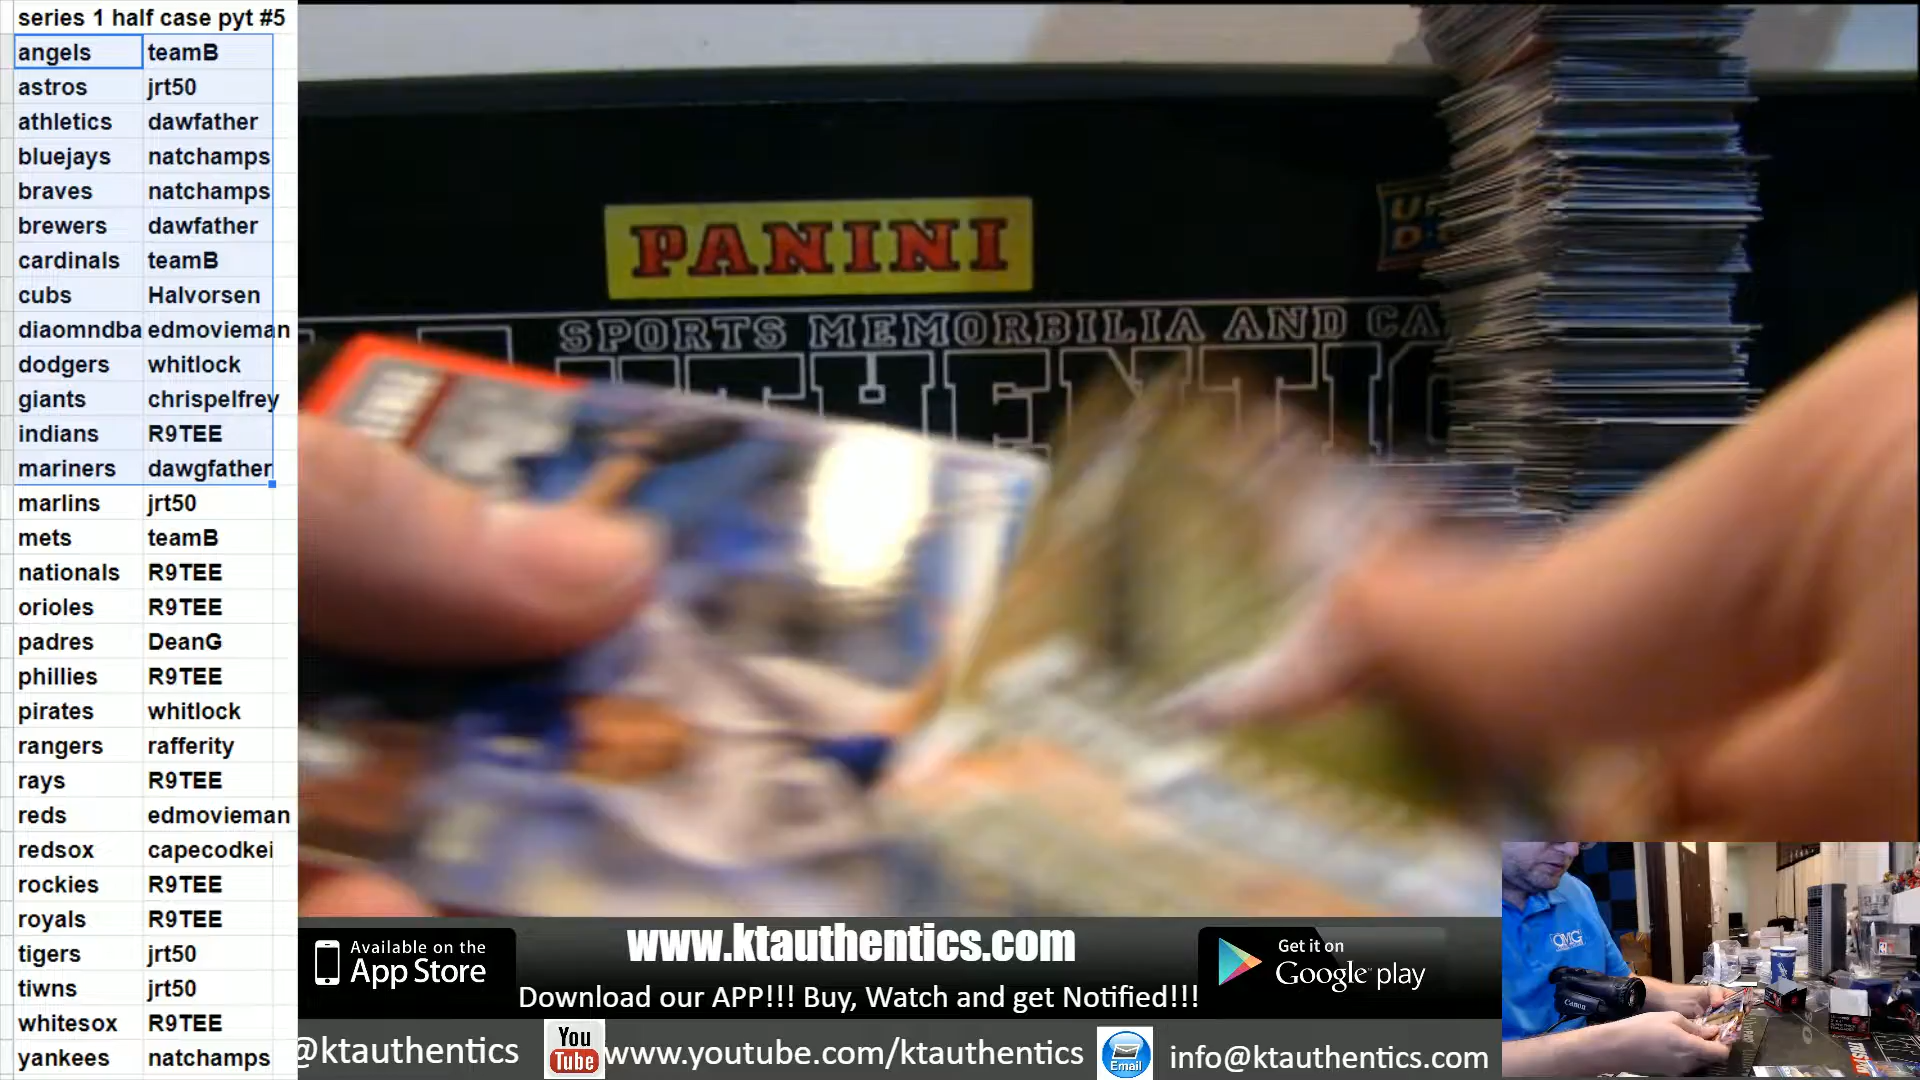 series 1 half case pyt #5
angels teamB
astros jrt50
athletics dawfather
bluejays natchamps
braves natchamps
brewers dawfather
cardinals teamB
cubs Halvorsen
diaomndba edmovieman
dodgers whitlock
giants chrispelfrey
indians R9TEE
mariners dawgfather
marlins jrt50
mets teamB
nationals R9TEE
orioles R9TEE
padres DeanG
phillies R9TEE
pirates whitlock
rangers rafferity
rays R9TEE
reds edmovieman
redsox capecodkei
rockies R9TEE
royals R9TEE
tigers jrt50
tiwns jrt50
whitesox R9TEE
yankees natchamps
PANINI
SPORTS MEMORBILIA AND CA
THENTIC
Available on the
App Store
www.ktauthentics.com
Download our APP!!! Buy, Watch and get Notified!!!
Get it on
Google play
@ktauthentics
You
Tube
www.youtube.com/ktauthentics
Email
info@ktauthentics.com
OMG
Canon